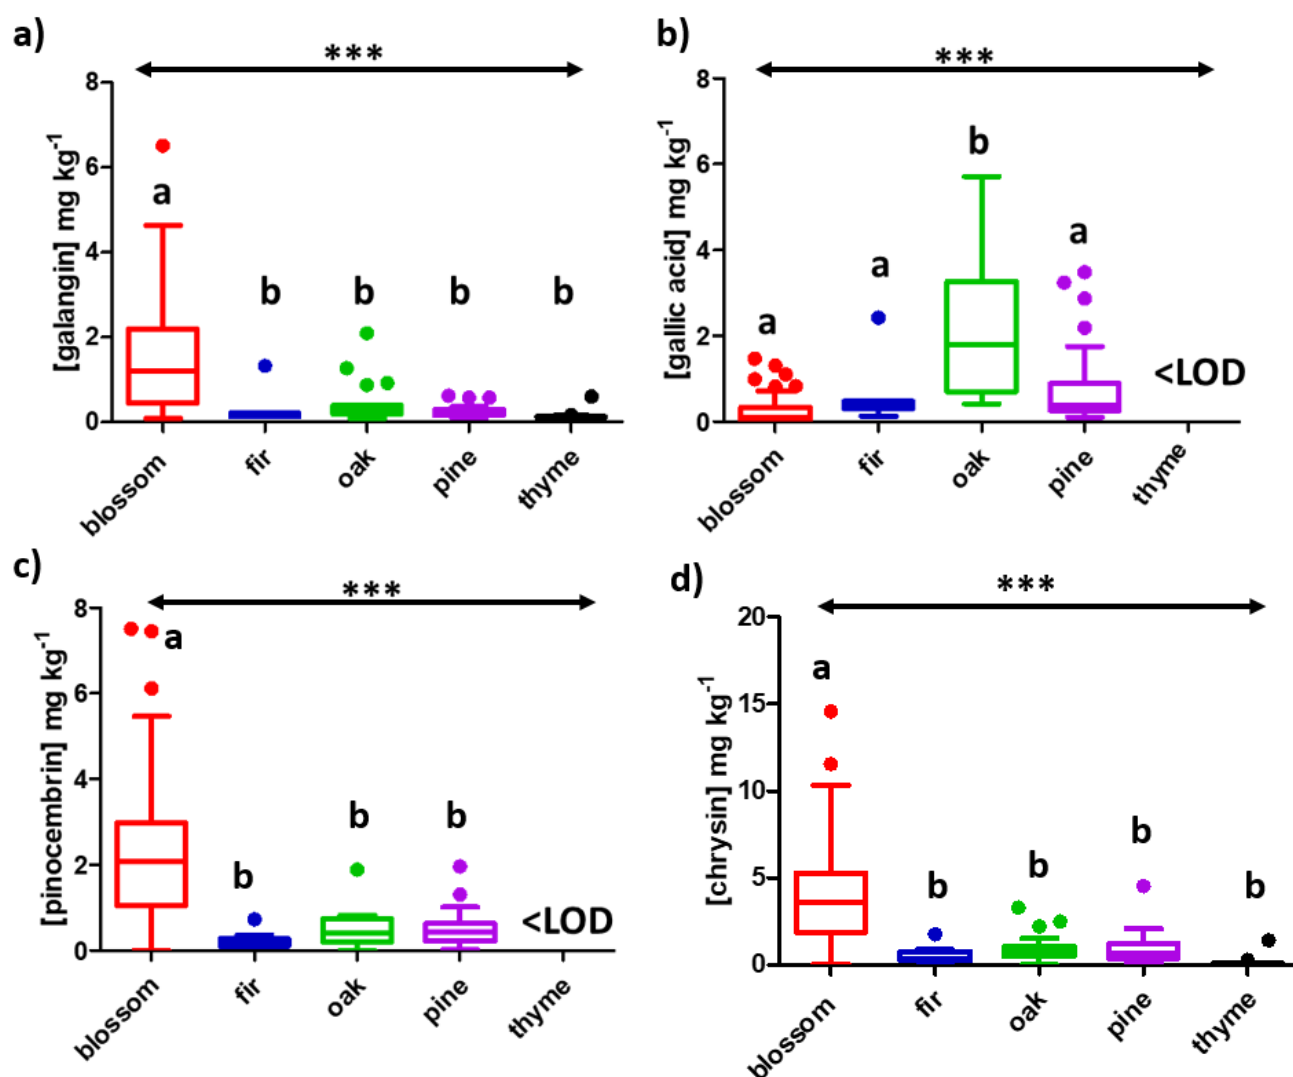 a)
***
[galangin] mg kg-1
8
6
4
2
0
a
b
b
b
b
blossom
fir
oak
pine
thyme
b)
***
[gallic acid] mg kg-1
8
6
4
2
0
a
a
b
a
<LOD
blossom
fir
oak
pine
thyme
c)
***
[pinocembrin] mg kg-1
8
6
4
2
0
a
b
b
b
<LOD
blossom
fir
oak
pine
thyme
d)
***
[chrysin] mg kg-1
20
15
10
5
0
a
b
b
b
b
blossom
fir
oak
pine
thyme